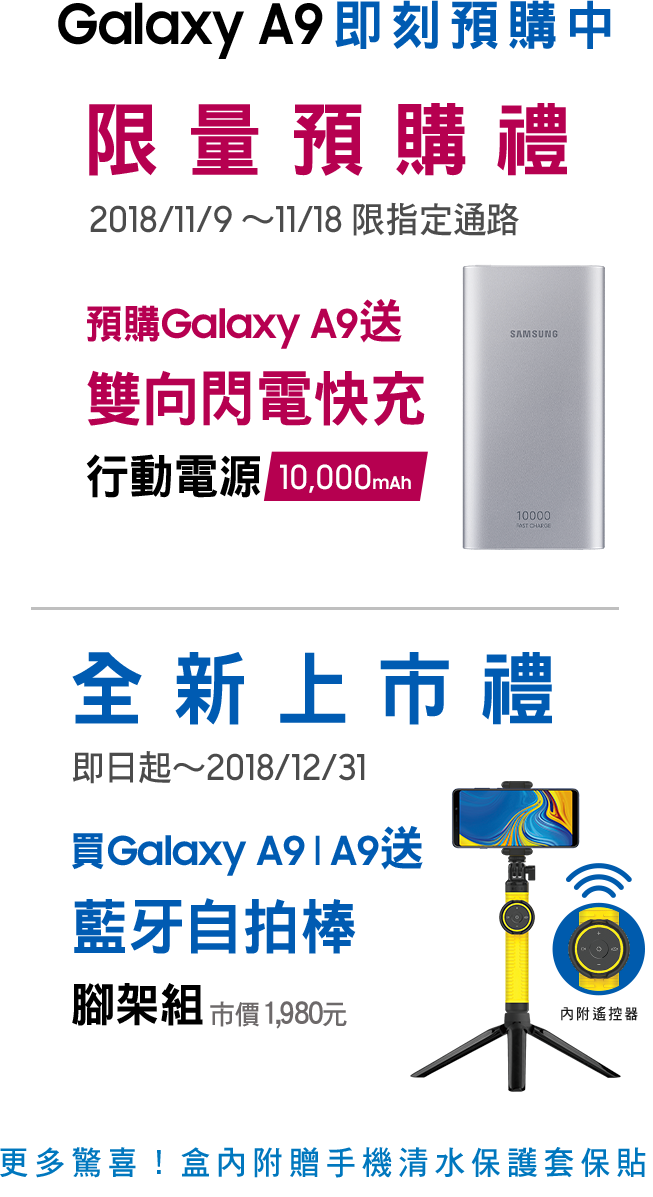 Galaxy A9即刻預購中
限量預購禮
2018/11/9 ～11/18 限指定通路
預購Galaxy A9送
雙向閃電快充
行動電源 10,000mAh
SAMSUNG
10000
FAST CHARGE
全新上市禮
即日起～2018/12/31
買Galaxy A9 | A9送
藍牙自拍棒
腳架組 市價 1,980元
內附遙控器
更多驚喜！盒內附贈手機清水保護套保貼